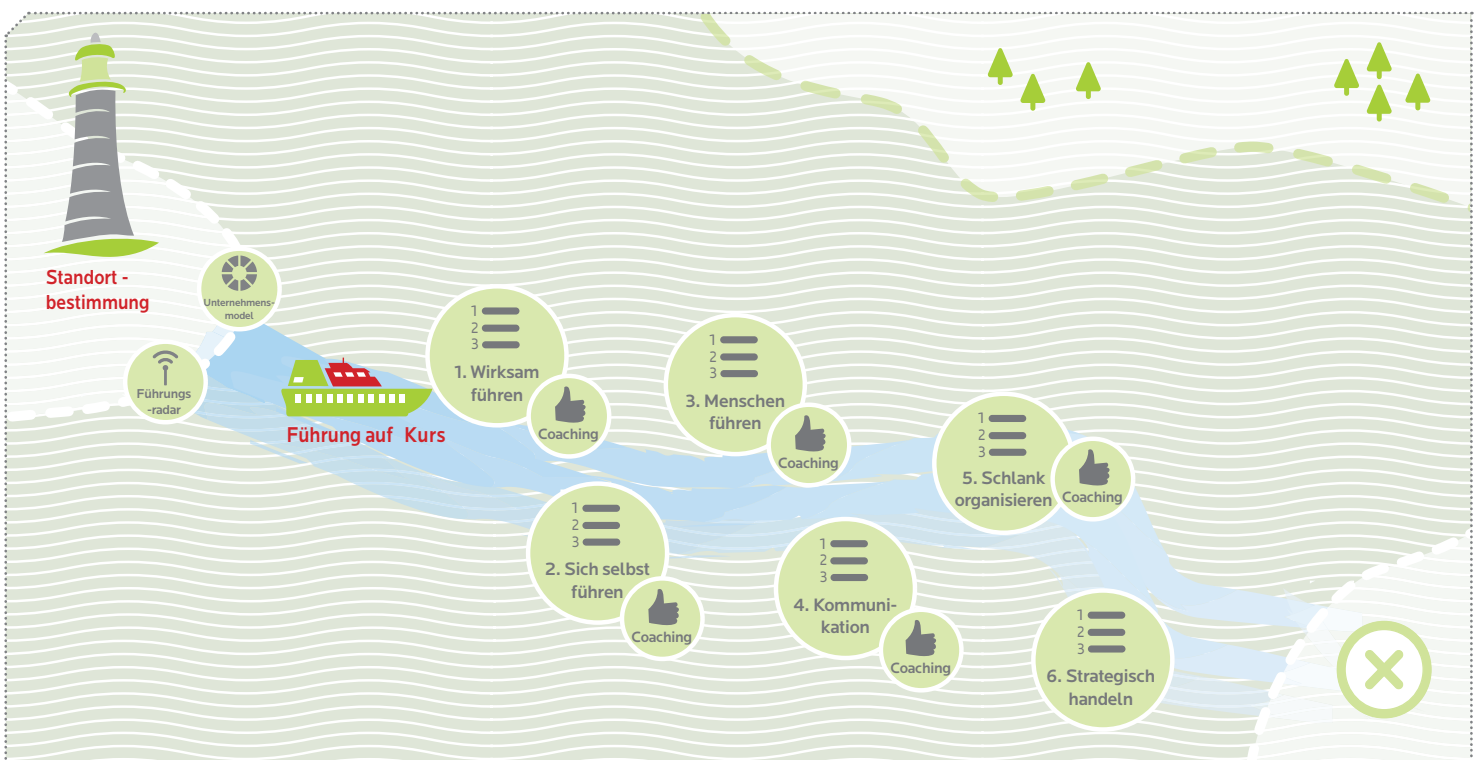 Standort -
bestimmung
Unternehmens-
model
Führungs
-radar
Führung auf Kurs
1
2
3
1. Wirksam
führen
Coaching
1
2
3
2. Sich selbst
führen
Coaching
1
2
3
3. Menschen
führen
Coaching
1
2
3
4. Kommuni-
kation
Coaching
1
2
3
5. Schlank
organisieren
Coaching
1
2
3
6. Strategisch
handeln